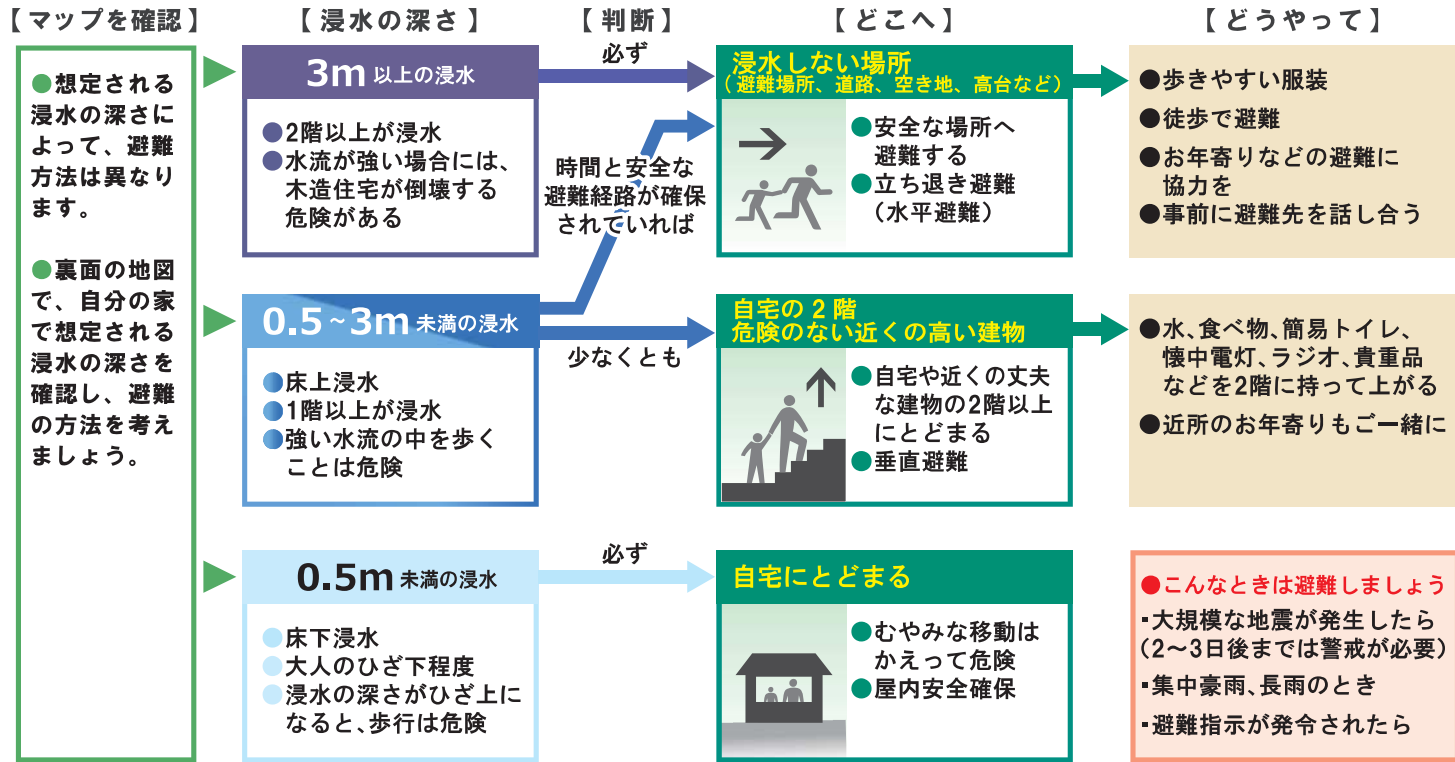 【マップを確認】
【浸水の深さ】
【判断】
【どこへ】
【どうやって】
●想定される
浸水の深さに
よって、避難
方法は異なり
ます。
●裏面の地図
で、自分の家
で想定される
浸水の深さを
確認し、避難
の方法を考え
ましょう。
3m 以上の浸水
●2階以上が浸水
●水流が強い場合には、
木造住宅が倒壊する
危険がある
必ず
浸水しない場所
（避難場所、道路、空き地、高台など）
●安全な場所へ
避難する
●立ち退き避難
（水平避難）
●歩きやすい服装
●徒歩で避難
●お年寄りなどの避難に
協力を
●事前に避難先を話し合う
時間と安全な
避難経路が確保
されていれば
0.5～3m 未満の浸水
●床上浸水
●1階以上が浸水
●強い水流の中を歩く
ことは危険
少なくとも
自宅の2階
危険のない近くの高い建物
●自宅や近くの丈夫
な建物の2階以上
にとどまる
●垂直避難
●水、食べ物、簡易トイレ、
懐中電灯、ラジオ、貴重品
などを2階に持って上がる
●近所のお年寄りもご一緒に
0.5m 未満の浸水
●床下浸水
●大人のひざ下程度
●浸水の深さがひざ上に
なると、歩行は危険
必ず
自宅にとどまる
●むやみな移動は
かえって危険
●屋内安全確保
●こんなときは避難しましょう
・大規模な地震が発生したら
（2～3日後までは警戒が必要）
・集中豪雨、長雨のとき
・避難指示が発令されたら